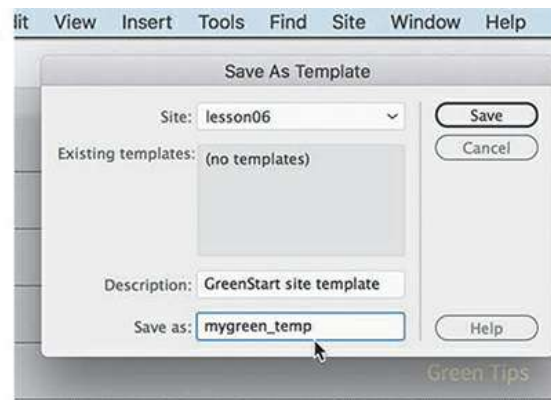 View Insert Tools Find Site Window Help
Save As Template
Site: lesson06
Save
Existing templates: (no templates)
Cancel
Description: GreenStart site template
Save as: mygreen_temp
Help
Green Tips